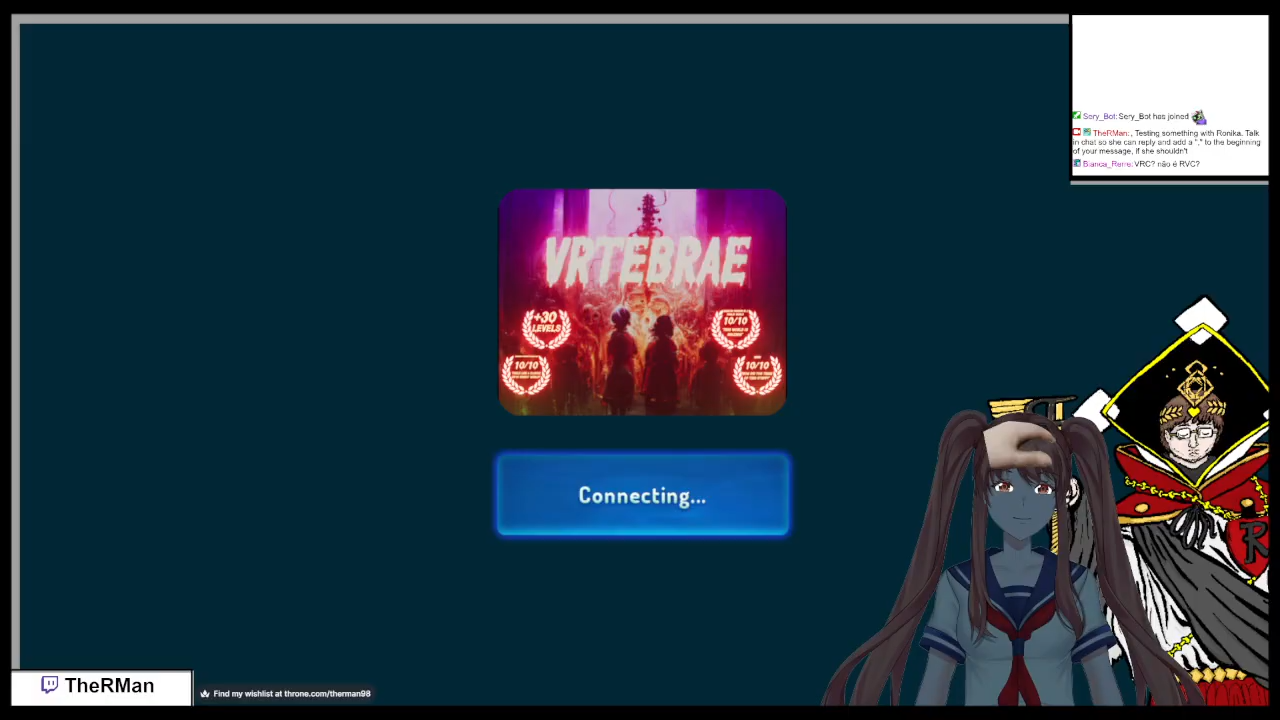 Sery_Bot: Sery_Bot has joined
TheRMan:, Testing something with Ronika. Talk
in chat so she can reply and add a "," to the beginning
of your message, if she shouldn't
Bianca_Rerre: VRC? não é RVC?
VRTEBRAE
+30
LEVELS
10/10
10/10
10/10
Connecting...
R
TheRMan
Find my wishlist at throne.com/therman98